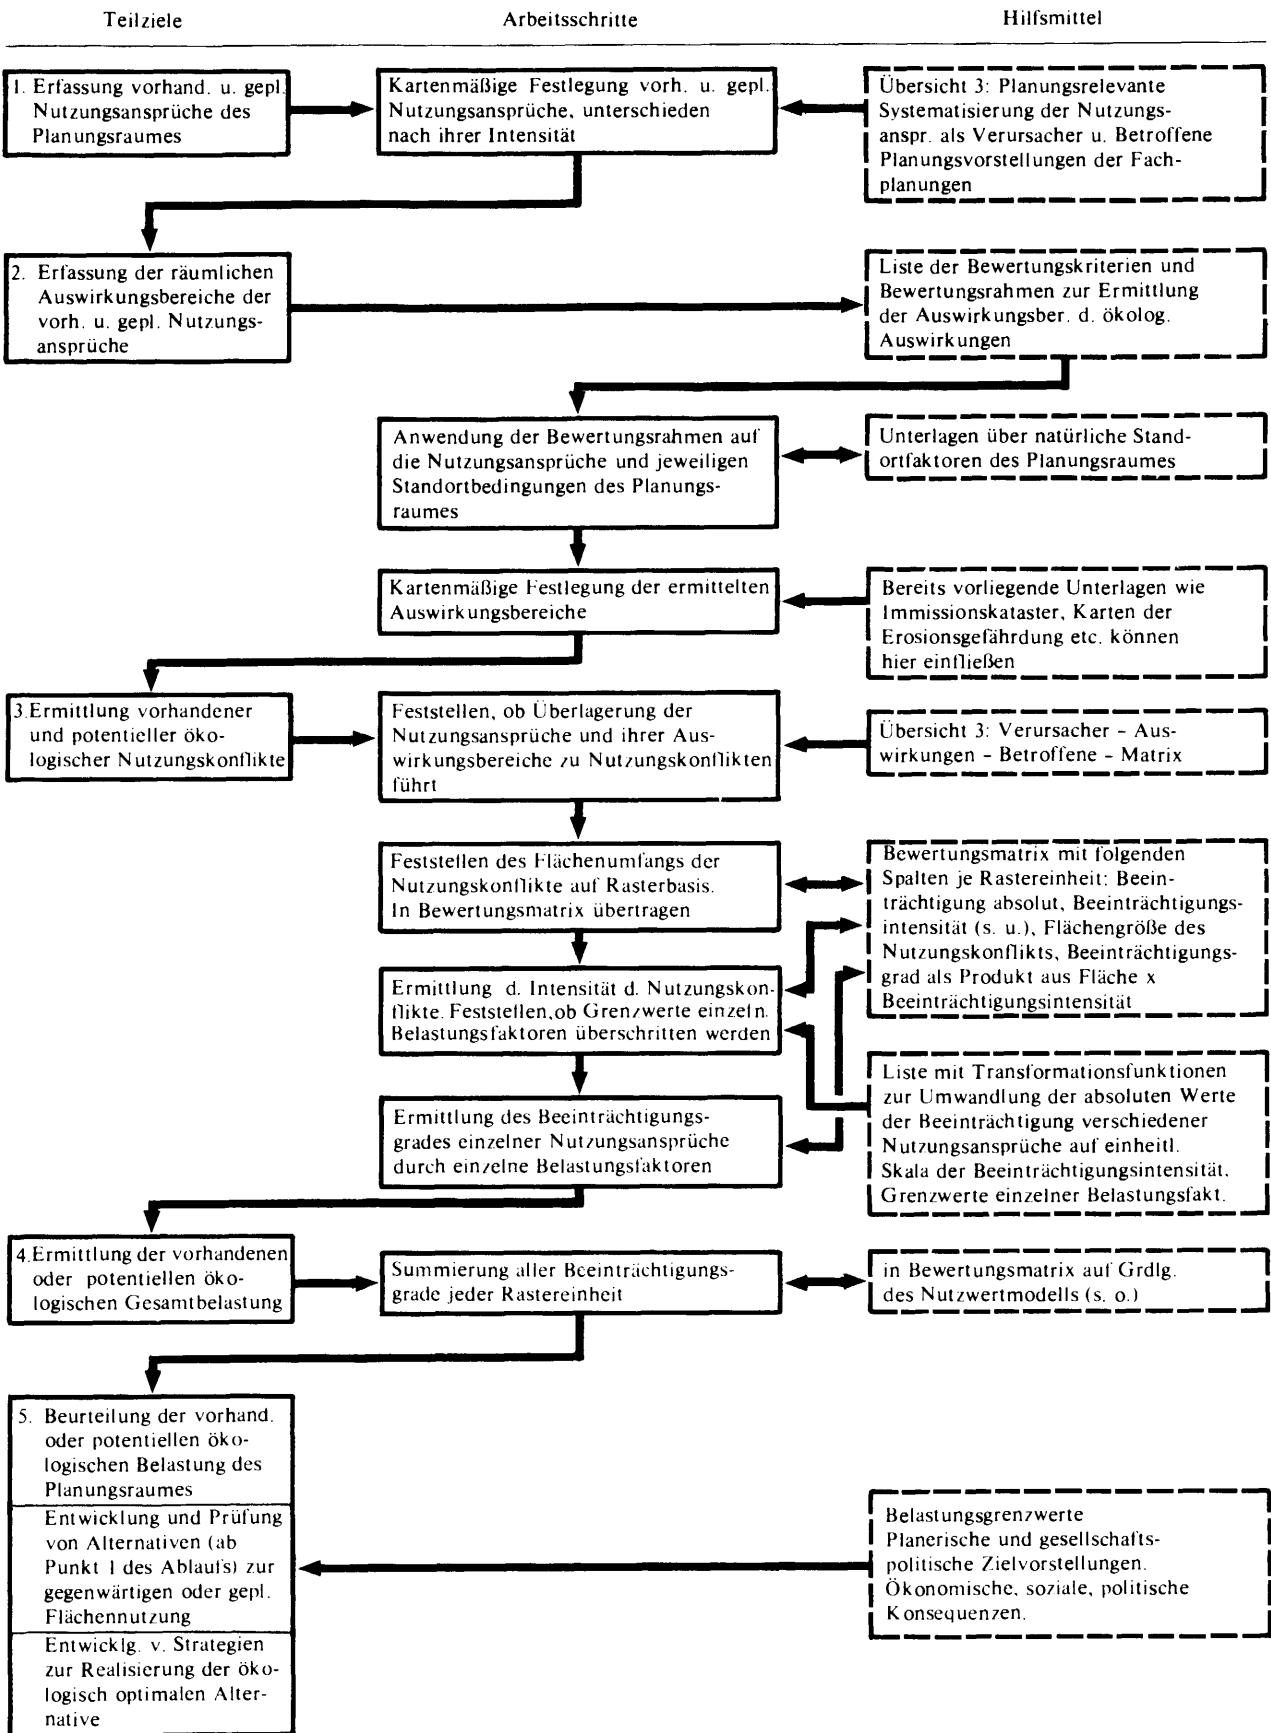 Teilziele
Arbeitsschritte
Hilfsmittel
1. Erfassung vorhand. u. gepl.
Nutzungsansprüche des
Planungsraumes
Kartenmäßige Festlegung vorh. u. gepl.
Nutzungsansprüche, unterschieden
nach ihrer Intensität
Übersicht 3: Planungsrelevante
Systematisierung der Nutzungs-
anspr. als Verursacher u. Betroffene
Planungsvorstellungen der Fach-
planungen
2. Erfassung der räumlichen
Auswirkungsbereiche der
vorh. u. gepl. Nutzungs-
ansprüche
Liste der Bewertungskriterien und
Bewertungsrahmen zur Ermittlung
der Auswirkungsber. d. ökolog.
Auswirkungen
Anwendung der Bewertungsrahmen auf
die Nutzungsansprüche und jeweiligen
Standortbedingungen des Planungs-
raumes
Unterlagen über natürliche Stand-
ortfaktoren des Planungsraumes
Kartenmäßige Festlegung der ermittelten
Auswirkungsbereiche
Bereits vorliegende Unterlagen wie
Immissionskataster, Karten der
Erosionsgefährdung etc. können
hier einfließen
3. Ermittlung vorhandener
und potentieller öko-
logischer Nutzungskonflikte
Feststellen, ob Überlagerung der
Nutzungsansprüche und ihrer Aus-
wirkungsbereiche zu Nutzungskonflikten
führt
Übersicht 3: Verursacher – Aus-
wirkungen – Betroffene – Matrix
Feststellen des Flächenumfangs der
Nutzungskonflikte auf Rasterbasis.
In Bewertungsmatrix übertragen
Bewertungsmatrix mit folgenden
Spalten je Rastereinheit: Beein-
trächtigung absolut, Beeinträchtigungs-
intensität (s. u.), Flächengröße des
Nutzungskonflikts, Beeinträchtigungs-
grad als Produkt aus Fläche x
Beeinträchtigungsintensität
Ermittlung d. Intensität d. Nutzungskon-
flikte. Feststellen, ob Grenzwerte einzeln.
Belastungsfaktoren überschritten werden
Liste mit Transformationsfunktionen
zur Umwandlung der absoluten Werte
der Beeinträchtigung verschiedener
Nutzungsansprüche auf einheitl.
Skala der Beeinträchtigungsintensität.
Grenzwerte einzelner Belastungsfakt.
Ermittlung des Beeinträchtigungs-
grades einzelner Nutzungsansprüche
durch einzelne Belastungsfaktoren
4. Ermittlung der vorhandenen
oder potentiellen öko-
logischen Gesamtbelastung
Summierung aller Beeinträchtigungs-
grade jeder Rastereinheit
in Bewertungsmatrix auf Grdlg.
des Nutzwertmodells (s. o.)
5. Beurteilung der vorhand.
oder potentiellen öko-
logischen Belastung des
Planungsraumes
Entwicklung und Prüfung
von Alternativen (ab
Punkt 1 des Ablaufs) zur
gegenwärtigen oder gepl.
Flächennutzung
Entwicklg. v. Strategien
zur Realisierung der öko-
logisch optimalen Alter-
native
Belastungsgrenzwerte
Planerische und gesellschafts-
politische Zielvorstellungen.
Ökonomische, soziale, politische
Konsequenzen.